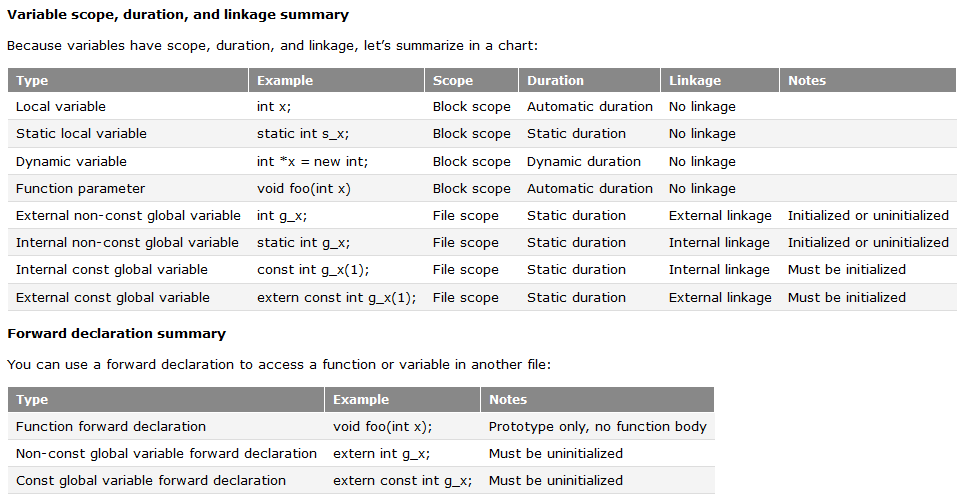 Variable scope, duration, and linkage summary
Because variables have scope, duration, and linkage, let's summarize in a chart:
Type Example Scope Duration Linkage Notes
Local variable int x; Block scope Automatic duration No linkage
Static local variable static int s_x; Block scope Static duration No linkage
Dynamic variable int *x = new int; Block scope Dynamic duration No linkage
Function parameter void foo(int x) Block scope Automatic duration No linkage
External non-const global variable int g_x; File scope Static duration External linkage Initialized or uninitialized
Internal non-const global variable static int g_x; File scope Static duration Internal linkage Initialized or uninitialized
Internal const global variable const int g_x(1); File scope Static duration Internal linkage Must be initialized
External const global variable extern const int g_x(1); File scope Static duration External linkage Must be initialized
Forward declaration summary
You can use a forward declaration to access a function or variable in another file:
Type Example Notes
Function forward declaration void foo(int x); Prototype only, no function body
Non-const global variable forward declaration extern int g_x; Must be uninitialized
Const global variable forward declaration extern const int g_x; Must be uninitialized